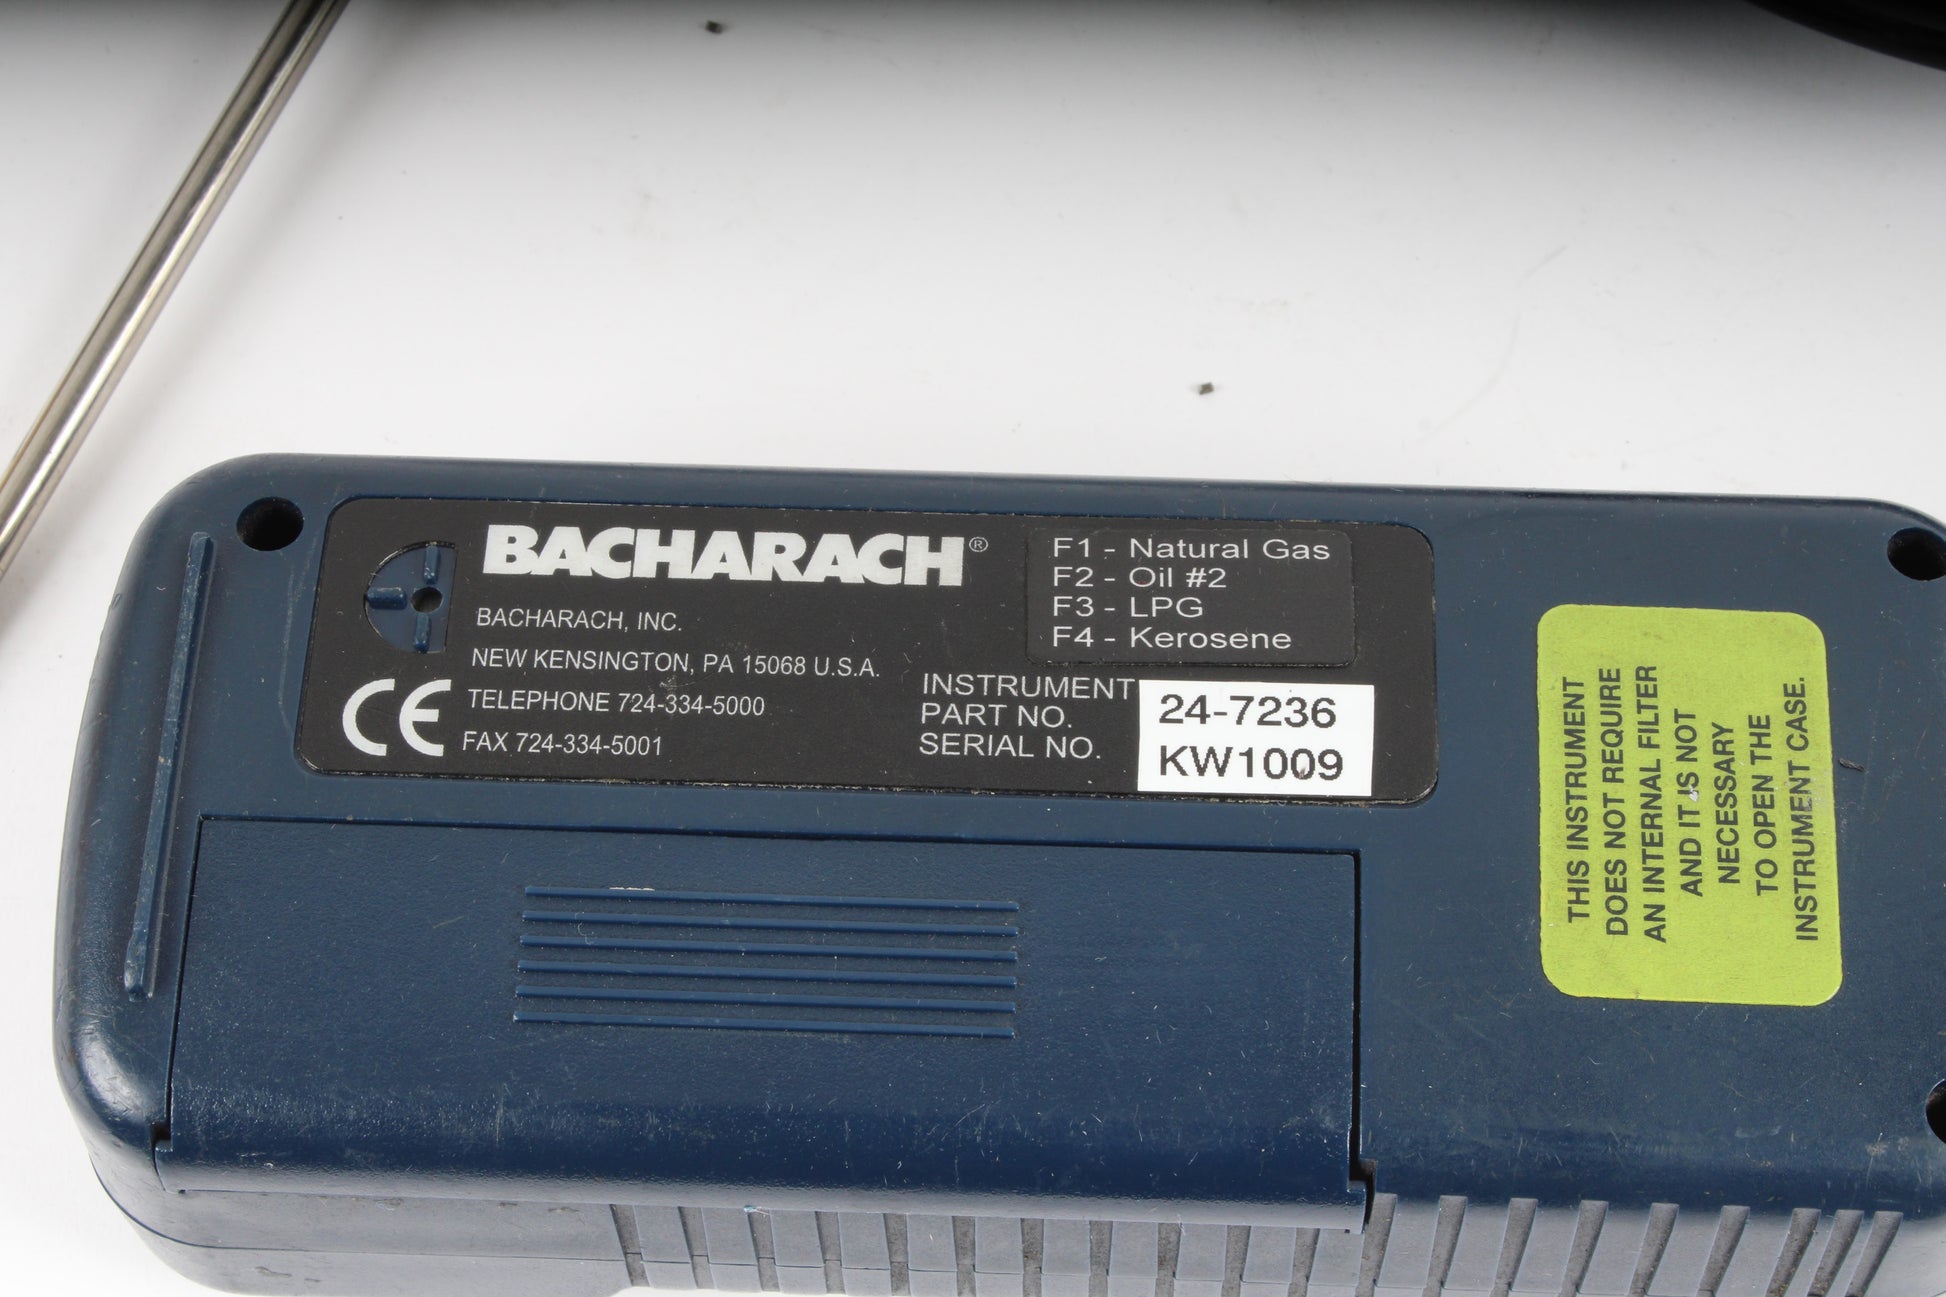 BACHARACH®
BACHARACH, INC.
NEW KENSINGTON, PA 15068 U.S.A.
TELEPHONE 724-334-5000
FAX 724-334-5001
CE
F1 - Natural Gas
F2 - Oil #2
F3 - LPG
F4 - Kerosene
INSTRUMENT
PART NO. 24-7236
SERIAL NO. KW1009
THIS INSTRUMENT
DOES NOT REQUIRE
AN INTERNAL FILTER
AND IT IS NOT
NECESSARY
TO OPEN THE
INSTRUMENT CASE.